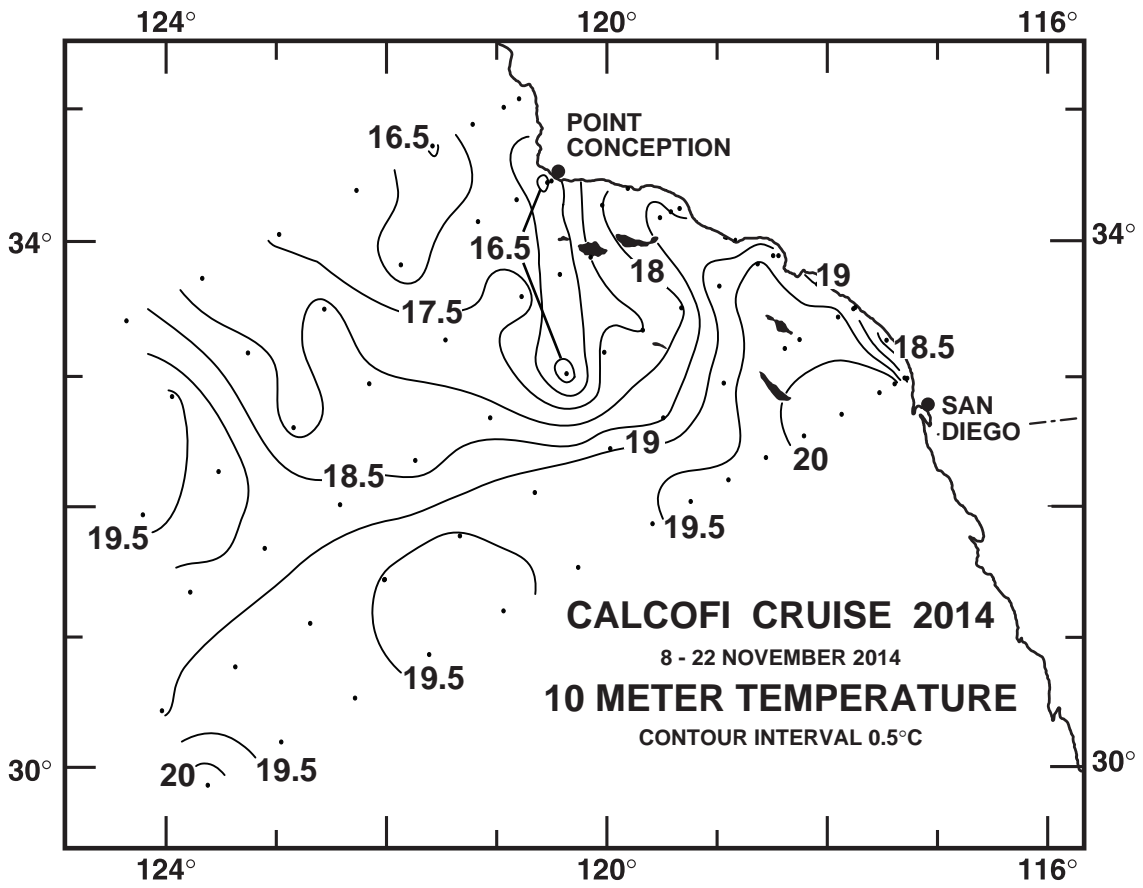 124° 120° 116°
POINT
CONCEPTION
16.5
34° 34°
16.5
18
19
17.5
18.5
SAN
DIEGO
19
20
18.5
19.5
19.5
CALCOFI CRUISE 2014
8 - 22 NOVEMBER 2014
19.5
10 METER TEMPERATURE
CONTOUR INTERVAL 0.5°C
30° 30°
20 19.5
124° 120° 116°